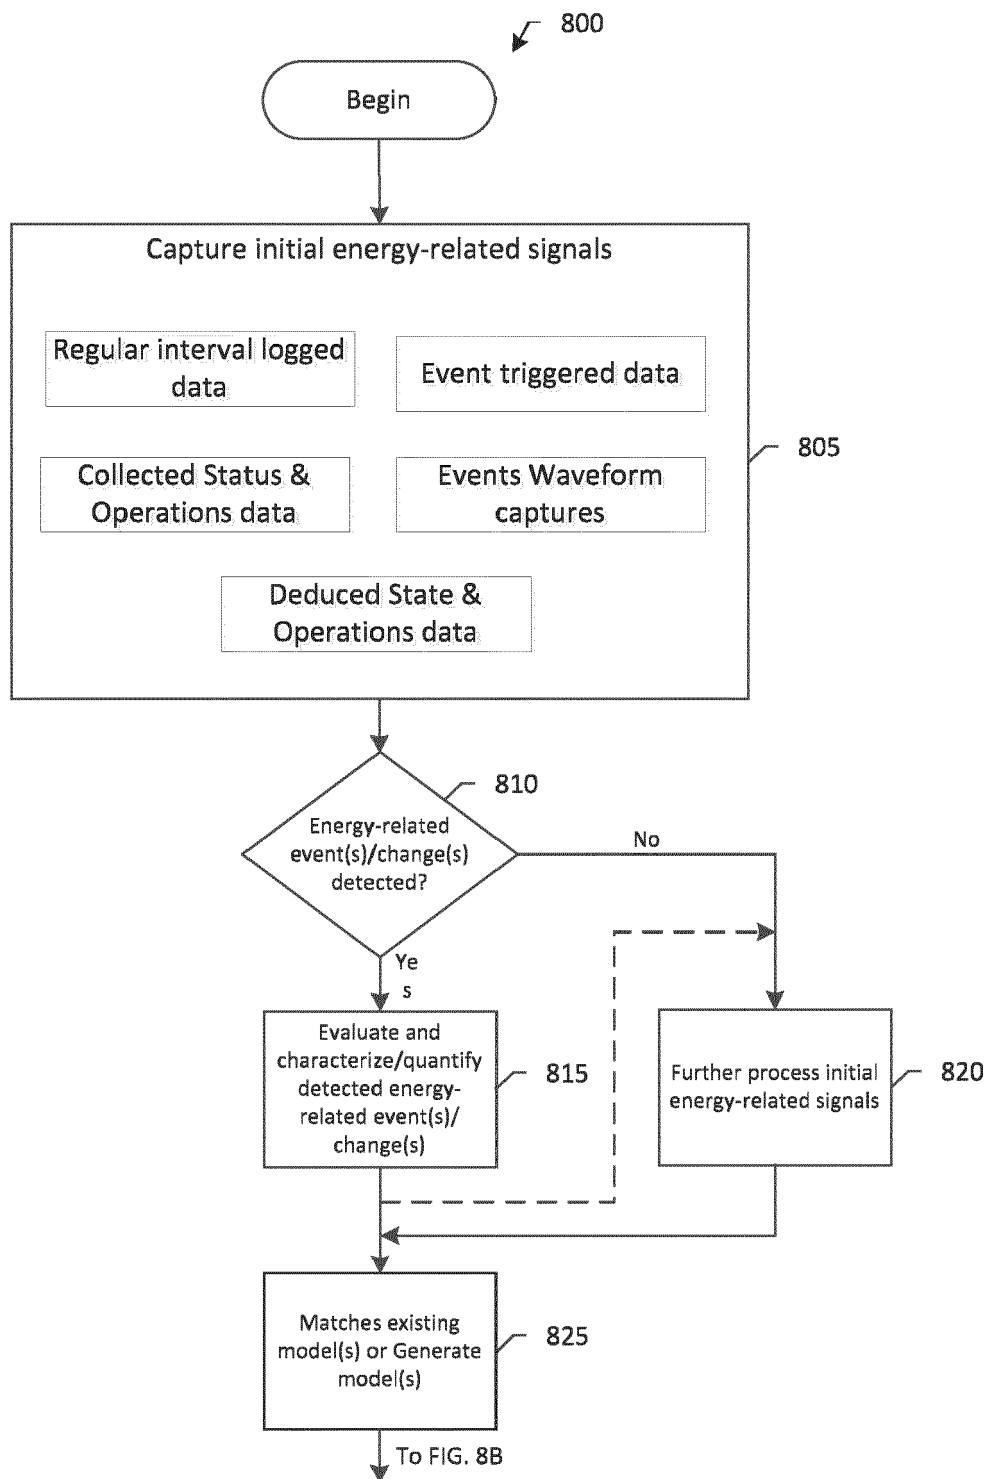 800
Begin
Capture initial energy-related signals
Regular interval logged
data
Event triggered data
Collected Status &
Operations data
Events Waveform
captures
Deduced State &
Operations data
805
810
Energy-related
event(s)/change(s)
detected?
No
Ye
s
Evaluate and
characterize/quantify
detected energy-
related event(s)/
change(s)
815
Further process initial
energy-related signals
820
Matches existing
model(s) or Generate
model(s)
825
To FIG. 8B